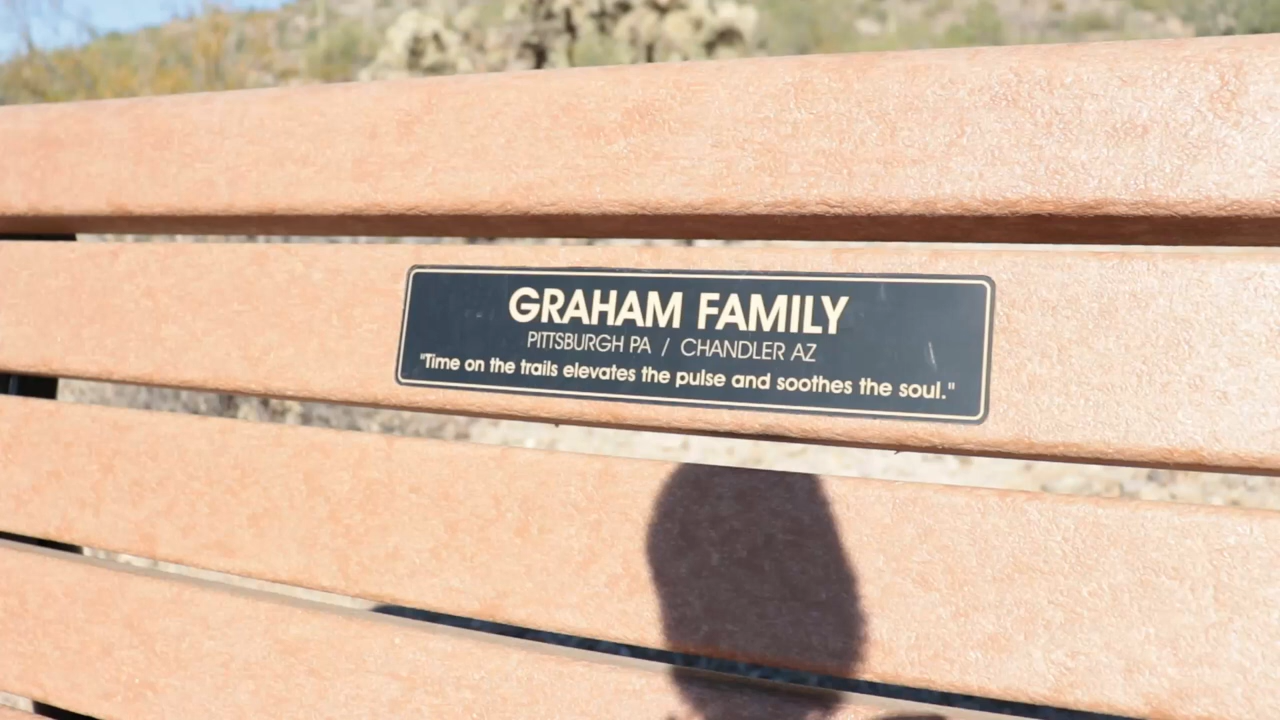 GRAHAM FAMILY
PITTSBURGH PA / CHANDLER AZ
"Time on the trails elevates the pulse and soothes the soul."